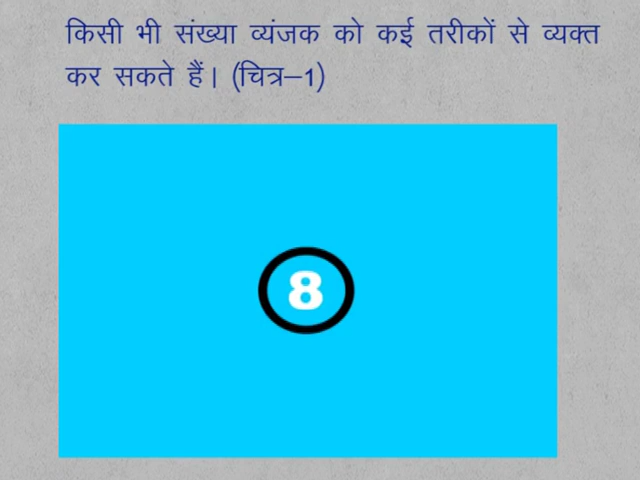 किसी भी संख्या व्यंजक को कई तरीकों से व्यक्त
कर सकते हैं। (चित्र–1)
8